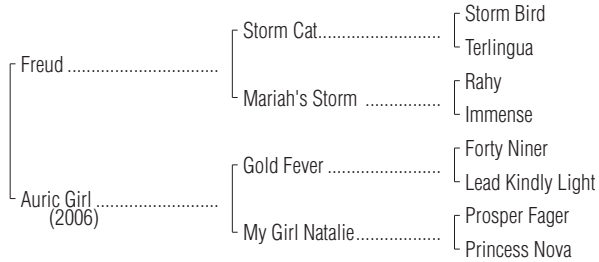 Storm Bird
Storm Cat
Terlingua
Freud
Rahy
Mariah's Storm
Immense
Forty Niner
Gold Fever
Lead Kindly Light
Auric Girl
(2006)
Prosper Fager
My Girl Natalie
Princess Nova